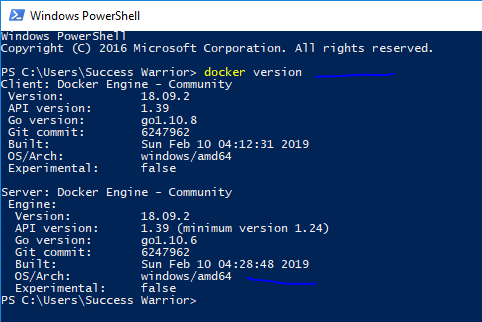 Windows PowerShell
Windows PowerShell
Copyright (C) 2016 Microsoft Corporation. All rights reserved.
PS C:\Users\Success Warrior> docker version
Client: Docker Engine - Community
Version: 18.09.2
API version: 1.39
Go version: go1.10.8
Git commit: 6247962
Built: Sun Feb 10 04:12:31 2019
OS/Arch: windows/amd64
Experimental: false
Server: Docker Engine - Community
Engine:
Version: 18.09.2
API version: 1.39 (minimum version 1.24)
Go version: go1.10.6
Git commit: 6247962
Built: Sun Feb 10 04:28:48 2019
OS/Arch: windows/amd64
Experimental: false
PS C:\Users\Success Warrior>